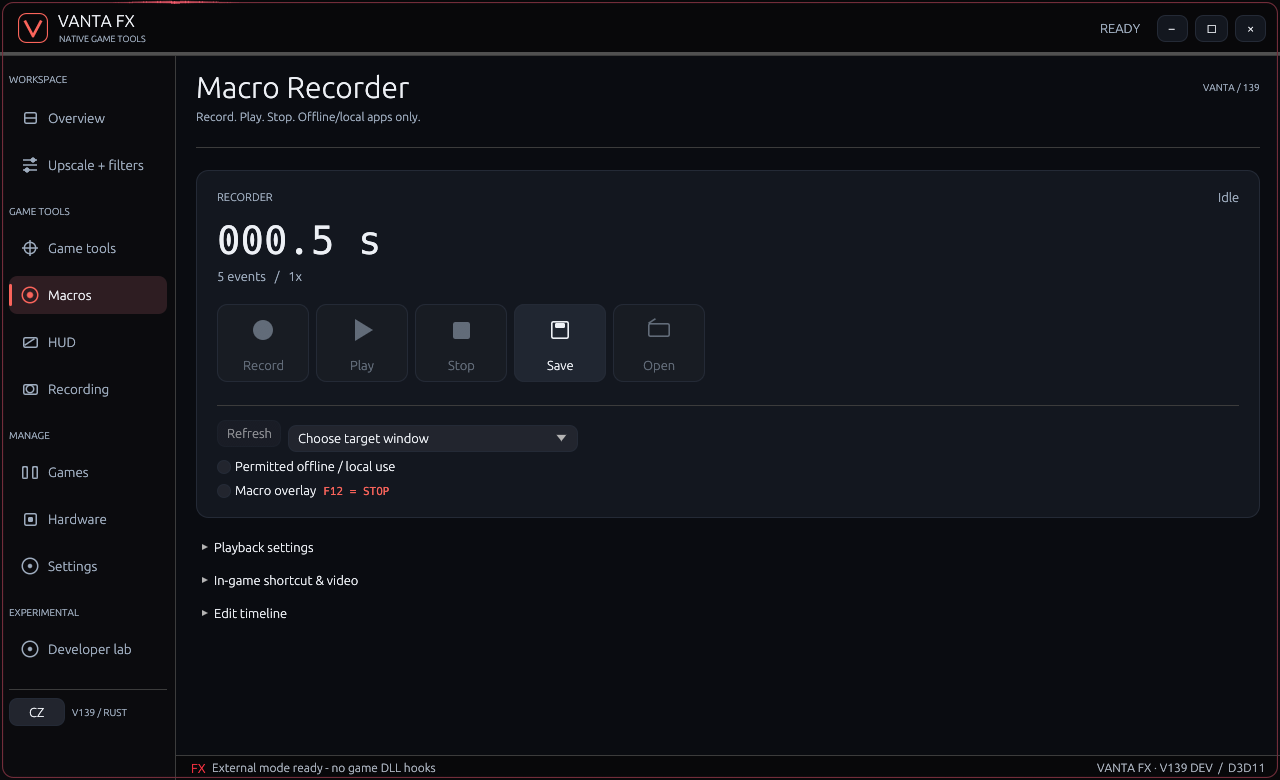 VANTA FX
NATIVE GAME TOOLS
READY
WORKSPACE
Overview
Upscale + filters
GAME TOOLS
Game tools
Macros
HUD
Recording
MANAGE
Games
Hardware
Settings
EXPERIMENTAL
Developer lab
CZ
V139 / RUST
Macro Recorder
VANTA / 139
Record. Play. Stop. Offline/local apps only.
RECORDER
Idle
000.5 s
5 events / 1x
Record
Play
Stop
Save
Open
Refresh
Choose target window
Permitted offline / local use
Macro overlay F12 = STOP
Playback settings
In-game shortcut & video
Edit timeline
FX External mode ready - no game DLL hooks
VANTA FX · V139 DEV / D3D11